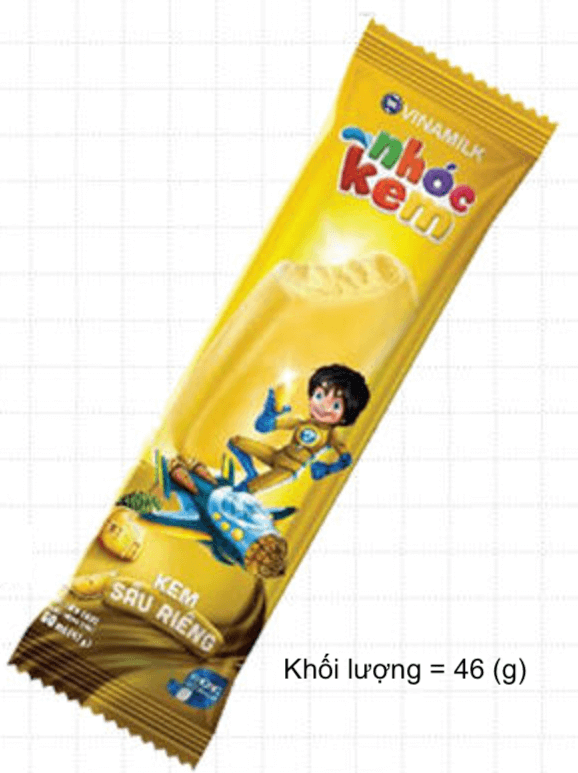 VINAMILK
nhóc
kem
KEM
SẦU RIÊNG
Khối lượng = 46 (g)